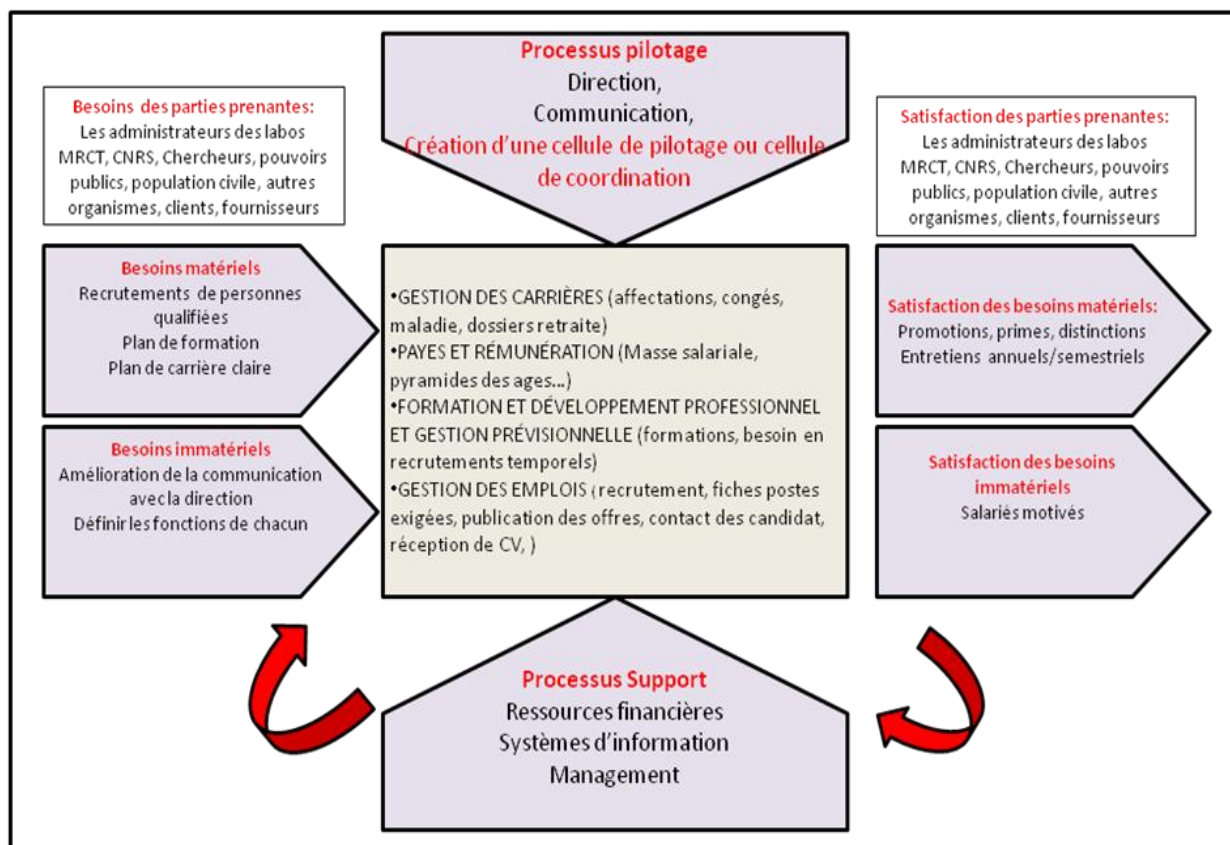 Processus pilotage
Direction,
Communication,
Création d'une cellule de pilotage ou cellule
de coordination
Besoins des parties prenantes:
Les administrateurs des labos
MRCT, CNRS, Chercheurs, pouvoirs
publics, population civile, autres
organismes, clients, fournisseurs
Satisfaction des parties prenantes:
Les administrateurs des labos
MRCT, CNRS, Chercheurs, pouvoirs
publics, population civile, autres
organismes, clients, fournisseurs
Besoins matériels
Recrutements de personnes
qualifiées
Plan de formation
Plan de carrière claire
Besoins immatériels
Amélioration de la communication
avec la direction
Définir les fonctions de chacun
•GESTION DES CARRIÈRES (affectations, congés,
maladie, dossiers retraite)
•PAYES ET RÉMUNÉRATION (Masse salariale,
pyramides des ages...)
•FORMATION ET DÉVELOPPEMENT PROFESSIONNEL
ET GESTION PRÉVISIONNELLE (formations, besoin en
recrutements temporels)
•GESTION DES EMPLOIS (recrutement, fiches postes
exigées, publication des offres, contact des candidat,
réception de CV, )
Satisfaction des besoins matériels:
Promotions, primes, distinctions
Entretiens annuels/semestriels
Satisfaction des besoins
immatériels
Salariés motivés
Processus Support
Ressources financières
Systèmes d'information
Management